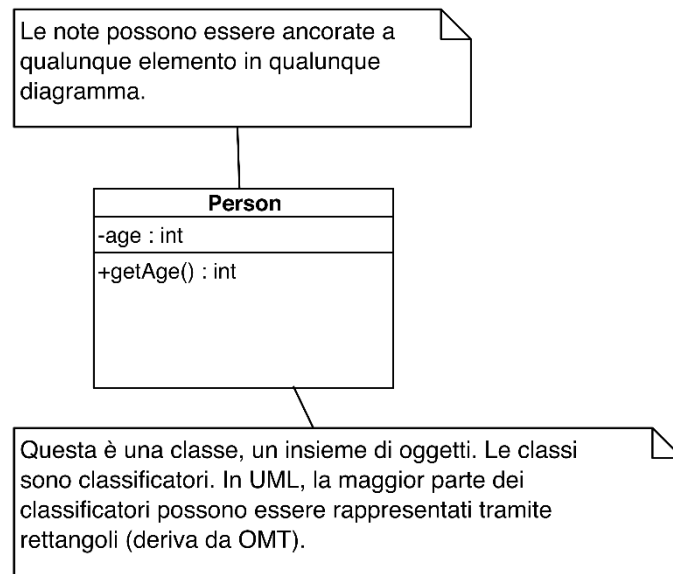 Le note possono essere ancorate a
qualunque elemento in qualunque
diagramma.
Person
-age : int
+getAge() : int
Questa è una classe, un insieme di oggetti. Le classi
sono classificatori. In UML, la maggior parte dei
classificatori possono essere rappresentati tramite
rettangoli (deriva da OMT).